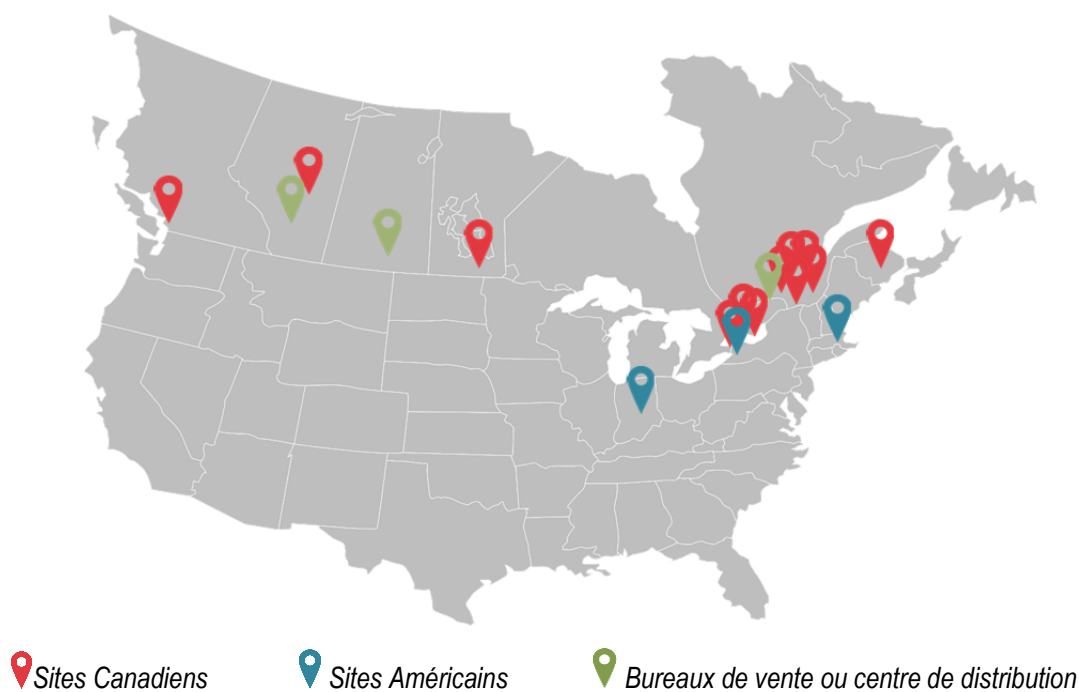 Sites Canadiens
Sites Américains
Bureaux de vente ou centre de distribution